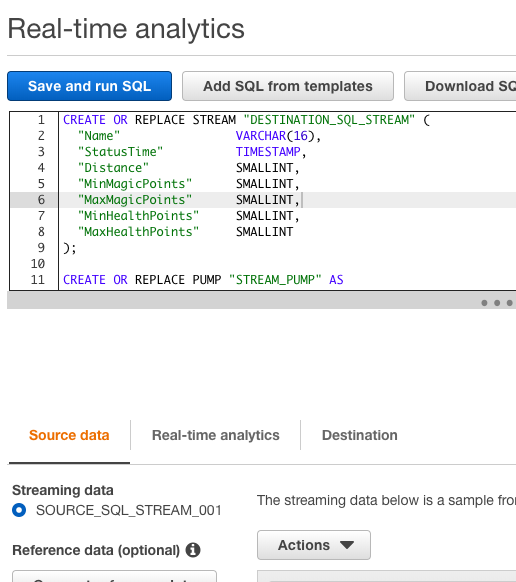 Real-time analytics
Save and run SQL Add SQL from templates Download
1 CREATE OR REPLACE STREAM "DESTINATION_SQL_STREAM" (
2 "Name" VARCHAR(16),
3 "StatusTime" TIMESTAMP,
4 "Distance" SMALLINT,
5 "MinMagicPoints" SMALLINT,
6 "MaxMagicPoints" SMALLINT,
7 "MinHealthPoints" SMALLINT,
8 "MaxHealthPoints" SMALLINT
9 );
10
11 CREATE OR REPLACE PUMP "STREAM_PUMP" AS
Source data Real-time analytics Destination
Streaming data
SOURCE_SQL_STREAM_001
The streaming data below is a sample
Reference data (optional)
Actions